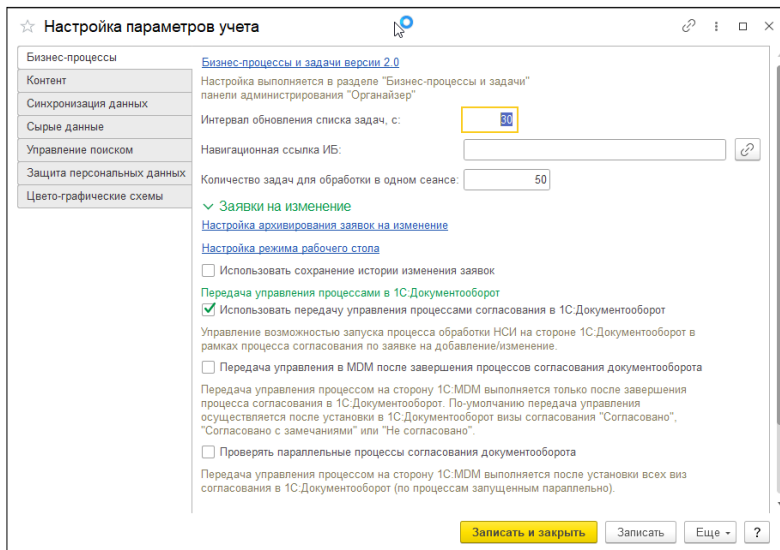 Настройка параметров учета
Бизнес-процессы
Контент
Синхронизация данных
Сырые данные
Управление поиском
Защита персональных данных
Цвето-графические схемы
Бизнес-процессы и задачи версии 2.0
Настройка выполняется в разделе "Бизнес-процессы и задачи"
панели администрирования "Органайзер"
Интервал обновления списка задач, с: 30
Навигационная ссылка ИБ:
Количество задач для обработки в одном сеансе: 50
Заявки на изменение
Настройка архивирования заявок на изменение
Настройка режима рабочего стола
Использовать сохранение истории изменения заявок
Передача управления процессами в 1С:Документооборот
Использовать передачу управления процессами согласования в 1С:Документооборот
Управление возможностью запуска процесса обработки НСИ на стороне 1С:Документооборот в
рамках процесса согласования по заявке на добавление/изменение.
Передача управления в MDM после завершения процессов согласования документооборота
Передача управления процессом на сторону 1С:MDM выполняется только после завершения
процесса согласования в 1С:Документооборот. По-умолчанию передача управления
осуществляется после установки в 1С:Документооборот визы согласования "Согласовано",
"Согласовано с замечаниями" или "Не согласовано".
Проверять параллельные процессы согласования документооборота
Передача управления процессом на сторону 1С:MDM выполняется после установки всех виз
согласования в 1С:Документооборот (по процессам запущенным параллельно).
Записать и закрыть
Записать
Еще
?